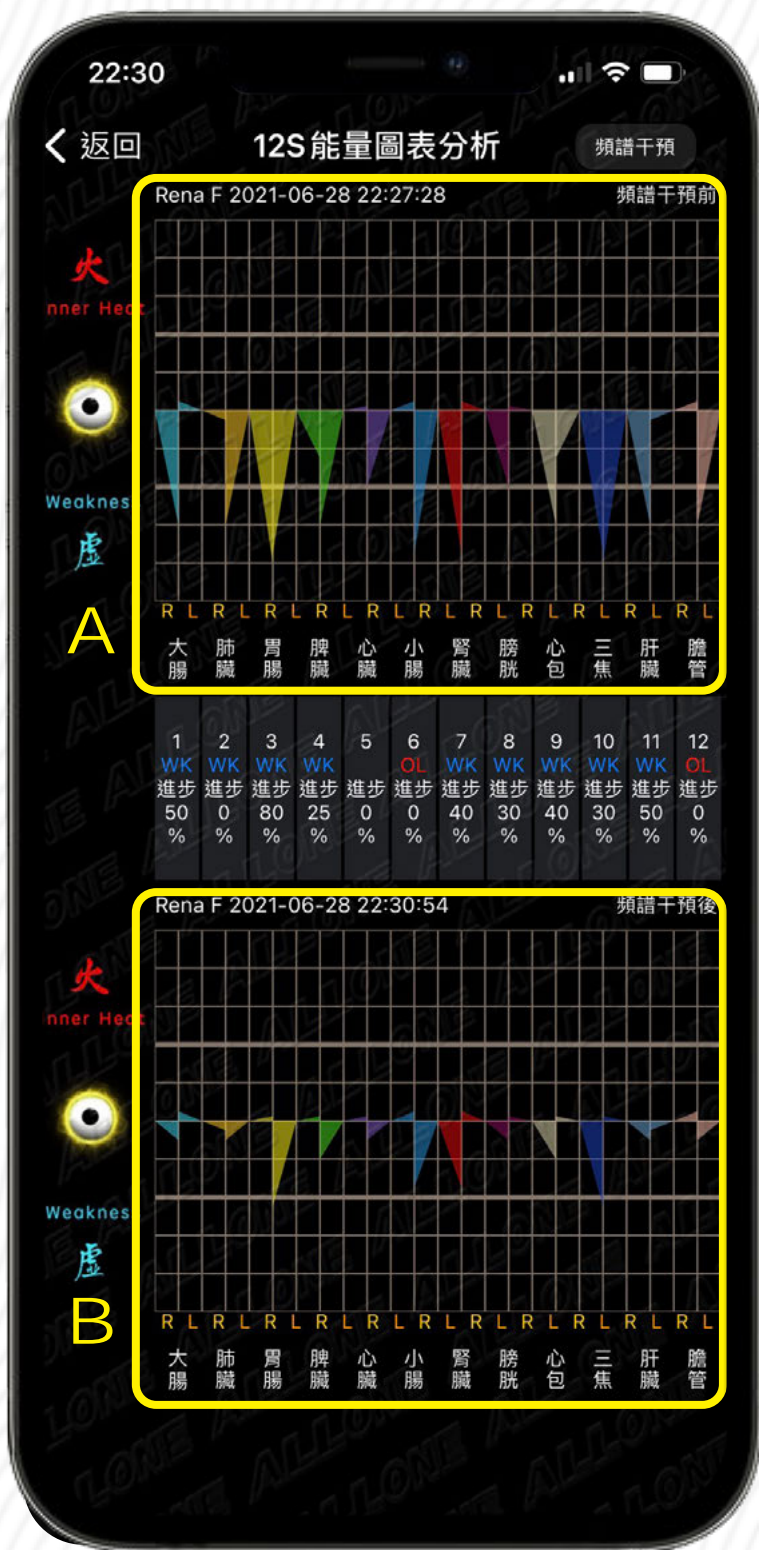 22:30
返回
12S能量圖表分析
頻譜干預
Rena F 2021-06-28 22:27:28
頻譜干預前
火
nner Heat
Weaknes
虛
A
R L R L R L R L R L R L R L R L R L R L R L
大腸 肺臟 胃腸 脾臟 心臟 小腸 腎臟 膀胱 心包 三焦 肝臟 膽管
1 2 3 4 5 6 7 8 9 10 11 12
WK WK WK WK OL WK WK WK WK WK OL
進步 進步 進步 進步 進步 進步 進步 進步 進步 進步 進步 進步
50 0 80 25 0 0 40 30 40 30 50 0
% % % % % % % % % % % %
Rena F 2021-06-28 22:30:54
頻譜干預後
火
nner Heat
Weaknes
虛
B
R L R L R L R L R L R L R L R L R L R L R L
大腸 肺臟 胃腸 脾臟 心臟 小腸 腎臟 膀胱 心包 三焦 肝臟 膽管
ALLONE